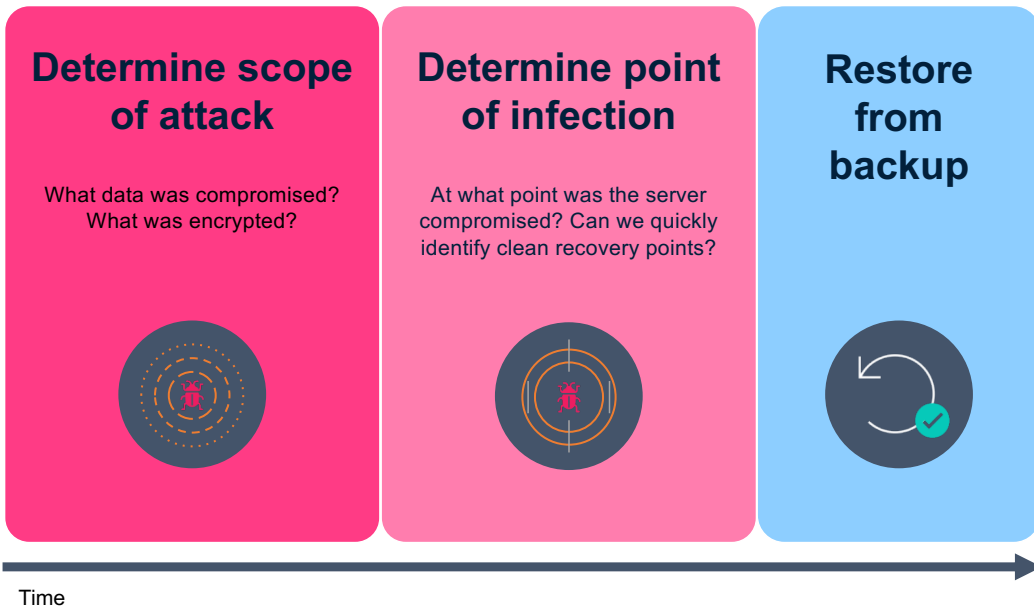 Determine scope
of attack
What data was compromised?
What was encrypted?
Determine point
of infection
At what point was the server
compromised? Can we quickly
identify clean recovery points?
Restore
from
backup
Time